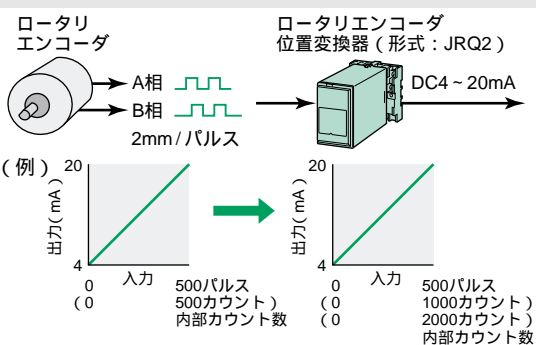 ロータリ
エンコーダ
A相
B相
2mm/パルス
ロータリエンコーダ
位置変換器(形式:JRQ2)
DC4~20mA
(例)
20
出力(mA)
4
0 入力 500パルス
(0 500カウント)
内部カウント数
20
出力(mA)
4
0 入力 500パルス
(0 1000カウント)
(0 2000カウント)
内部カウント数